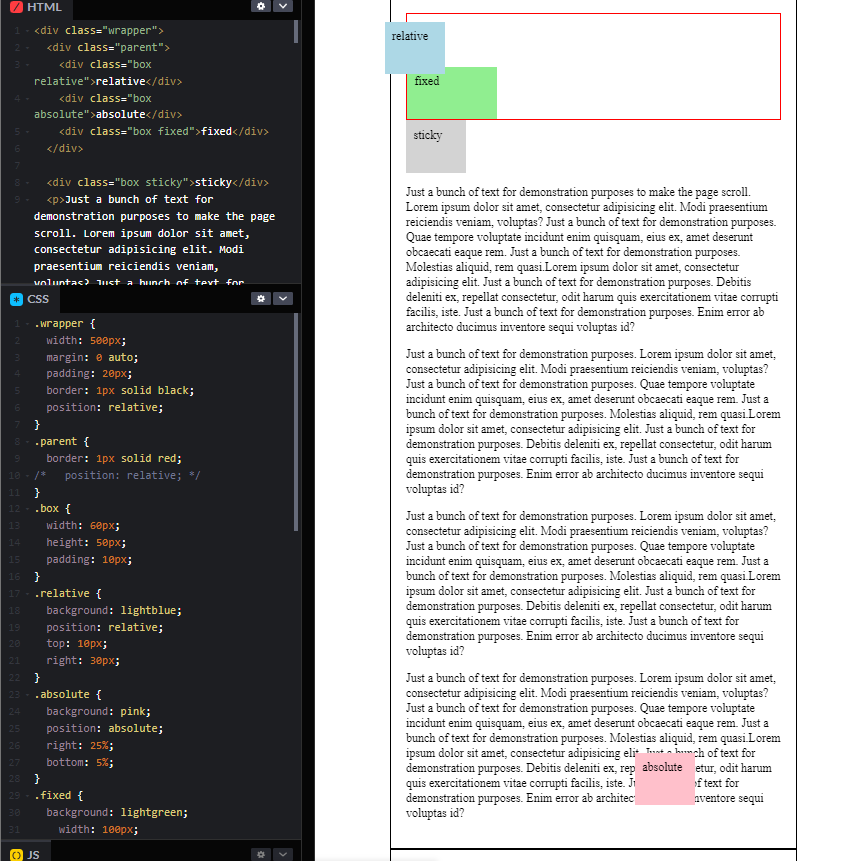 HTML
1 <div class="wrapper">
2 <div class="parent">
3 <div class="box
relative">relative</div>
4 <div class="box
absolute">absolute</div>
5 <div class="box fixed">fixed</div>
6 </div>
7
8 <div class="box sticky">sticky</div>
9 <p>Just a bunch of text for
demonstration purposes to make the page
scroll. Lorem ipsum dolor sit amet,
consectetur adipisicing elit. Modi
praesentium reiciendis veniam,
voluptas? Just a bunch of text for
CSS
1 .wrapper {
2 width: 500px;
3 margin: 0 auto;
4 padding: 20px;
5 border: 1px solid black;
6 position: relative;
7 }
8 .parent {
9 border: 1px solid red;
10 /* position: relative; */
11 }
12 .box {
13 width: 60px;
14 height: 50px;
15 padding: 10px;
16 }
17 .relative {
18 background: lightblue;
19 position: relative;
20 top: 10px;
21 right: 30px;
22 }
23 .absolute {
24 background: pink;
25 position: absolute;
26 right: 25%;
27 bottom: 5%;
28 }
29 .fixed {
30 background: lightgreen;
31 width: 100px;
JS
relative
fixed
sticky
Just a bunch of text for demonstration purposes to make the page scroll.
Lorem ipsum dolor sit amet, consectetur adipisicing elit. Modi praesentium
reiciendis veniam, voluptas? Just a bunch of text for demonstration purposes.
Quae tempore voluptate incidunt enim quisquam, eius ex, amet deserunt
obcaecati eaque rem. Just a bunch of text for demonstration purposes.
Molestias aliquid, rem quasi.Lorem ipsum dolor sit amet, consectetur
adipisicing elit. Just a bunch of text for demonstration purposes. Debitis
deleniti ex, repellat consectetur, odit harum quis exercitationem vitae corrupti
facilis, iste. Just a bunch of text for demonstration purposes. Enim error ab
architecto ducimus inventore sequi voluptas id?
Just a bunch of text for demonstration purposes. Lorem ipsum dolor sit amet,
consectetur adipisicing elit. Modi praesentium reiciendis veniam, voluptas?
Just a bunch of text for demonstration purposes. Quae tempore voluptate
incidunt enim quisquam, eius ex, amet deserunt obcaecati eaque rem. Just a
bunch of text for demonstration purposes. Molestias aliquid, rem quasi.Lorem
ipsum dolor sit amet, consectetur adipisicing elit. Just a bunch of text for
demonstration purposes. Debitis deleniti ex, repellat consectetur, odit harum
quis exercitationem vitae corrupti facilis, iste. Just a bunch of text for
demonstration purposes. Enim error ab architecto ducimus inventore sequi
voluptas id?
Just a bunch of text for demonstration purposes. Lorem ipsum dolor sit amet,
consectetur adipisicing elit. Modi praesentium reiciendis veniam, voluptas?
Just a bunch of text for demonstration purposes. Quae tempore voluptate
incidunt enim quisquam, eius ex, amet deserunt obcaecati eaque rem. Just a
bunch of text for demonstration purposes. Molestias aliquid, rem quasi.Lorem
ipsum dolor sit amet, consectetur adipisicing elit. Just a bunch of text for
demonstration purposes. Debitis deleniti ex, repellat consectetur, odit harum
quis exercitationem vitae corrupti facilis, iste. Just a bunch of text for
demonstration purposes. Enim error ab architecto ducimus inventore sequi
voluptas id?
Just a bunch of text for demonstration purposes. Lorem ipsum dolor sit amet,
consectetur adipisicing elit. Modi praesentium reiciendis veniam, voluptas?
Just a bunch of text for demonstration purposes. Quae tempore voluptate
incidunt enim quisquam, eius ex, amet deserunt obcaecati eaque rem. Just a
bunch of text for demonstration purposes. Molestias aliquid, rem quasi.Lorem
ipsum dolor sit amet, consectetur adipisicing elit. Just a bunch of text for
demonstration purposes. Debitis deleniti ex, rep absolute etur, odit harum
quis exercitationem vitae corrupti facilis, iste. Ju of text for
demonstration purposes. Enim error ab architec nventore sequi
voluptas id?